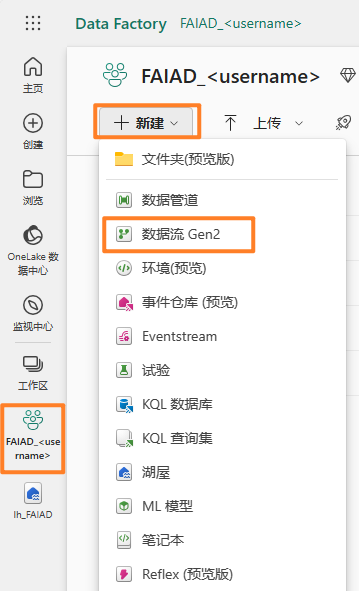 Data Factory FAIAD_<username>
主页
创建
浏览
OneLake 数
据中心
监视中心
工作区
FAIAD_<use
rname>
lh_FAIAD
FAIAD_<username>
新建
上传
文件夹(预览版)
数据管道
数据流 Gen2
环境(预览)
事件仓库 (预览)
Eventstream
试验
KQL 数据库
KQL 查询集
湖屋
ML 模型
笔记本
Reflex (预览版)